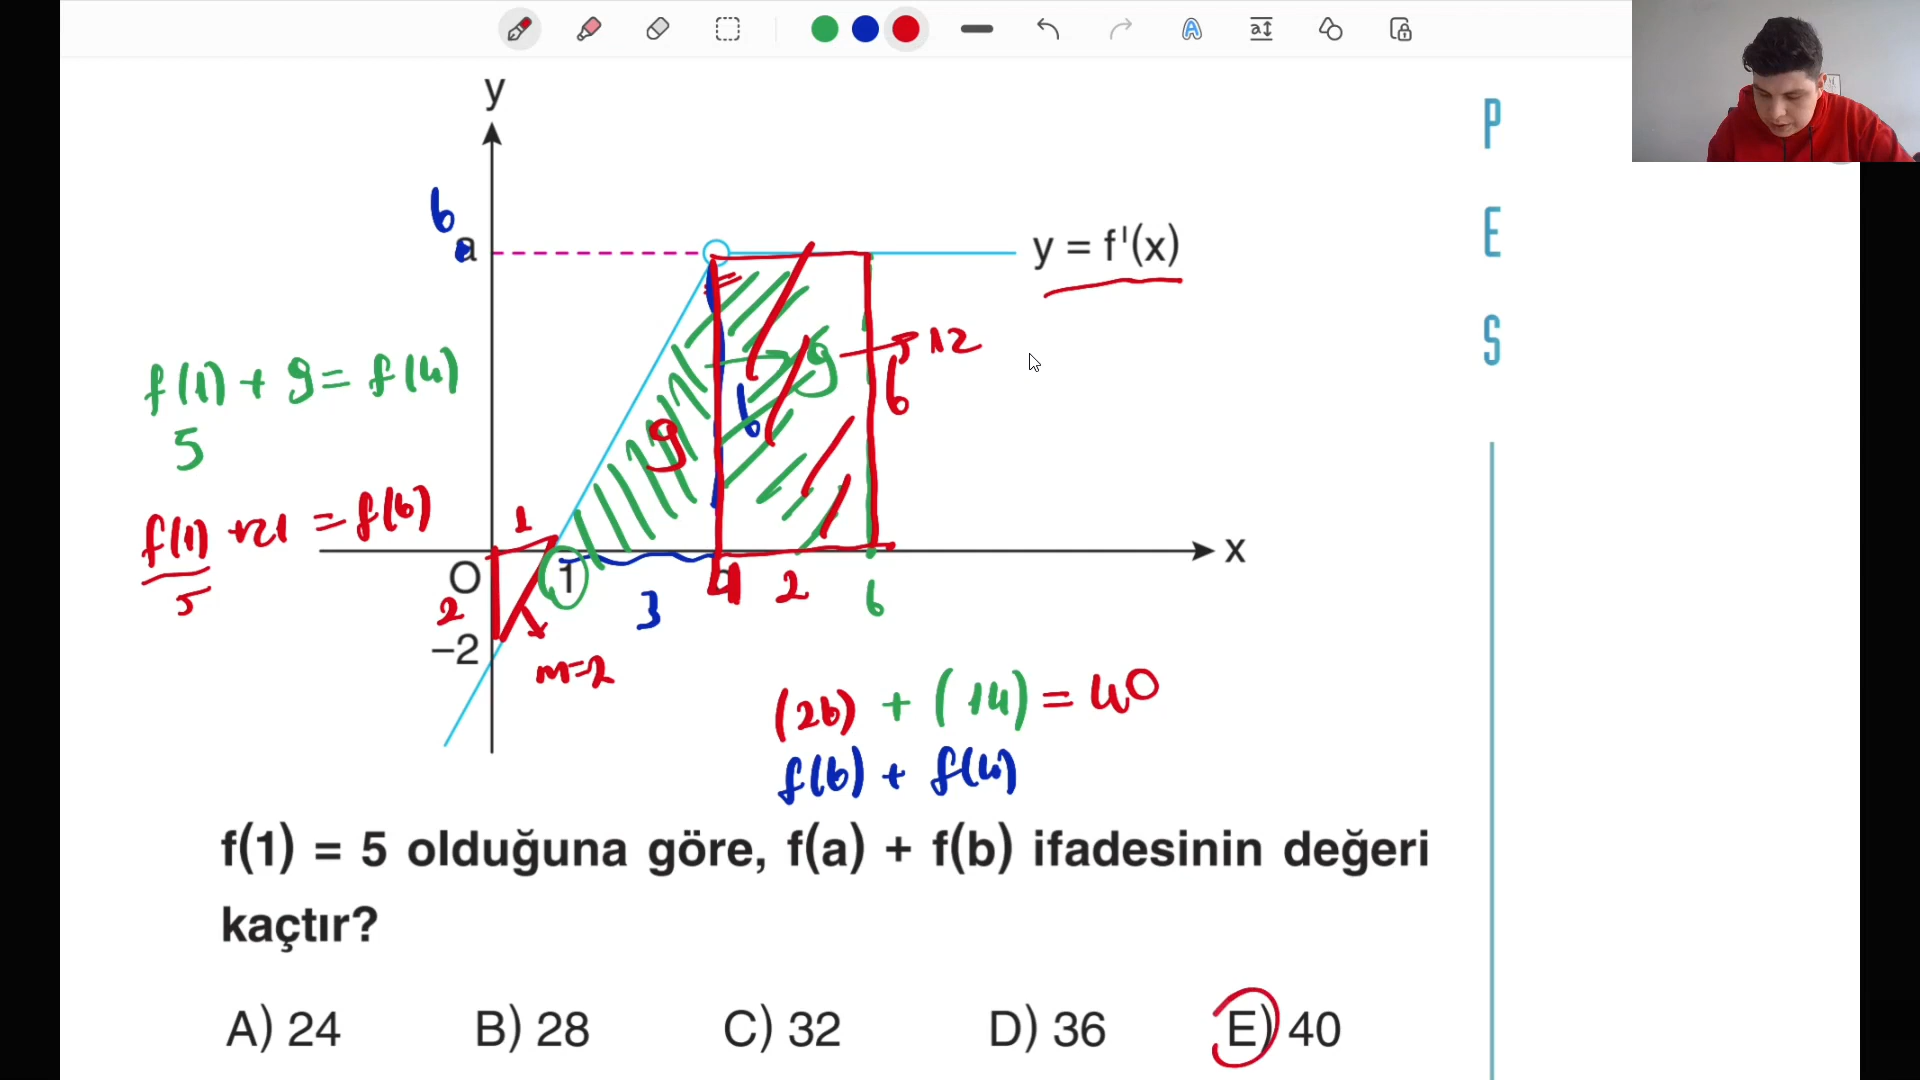 y
6
a
y = f'(x)
12
6
9
6
9
f(1) + 9 = f(4)
5
f(1) + 21 = f(6)
5
1
O
1
4
2
6
x
2
3
−2
m=2
(26) + (14) = 40
f(6) + f(4)
f(1) = 5 olduğuna göre, f(a) + f(b) ifadesinin değeri
kaçtır?
A) 24 B) 28 C) 32 D) 36 E) 40
P
E
S